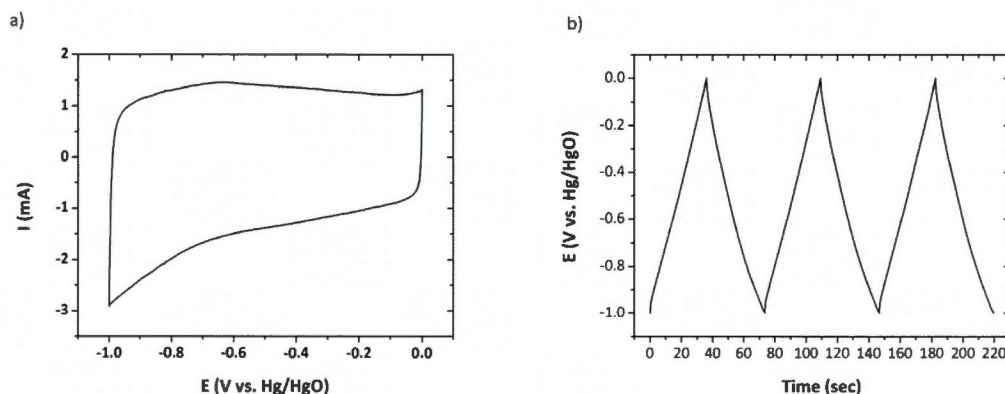 a)
2
1
0
-1
-2
-3
I (mA)
-1.0 -0.8 -0.6 -0.4 -0.2 0.0
E (V vs. Hg/HgO)
b)
0.0
-0.2
-0.4
-0.6
-0.8
-1.0
E (V vs. Hg/HgO)
0 20 40 60 80 100 120 140 160 180 200 220
Time (sec)